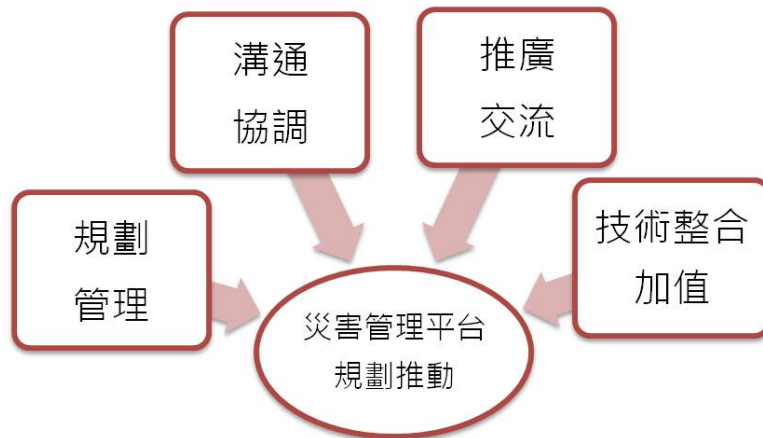 溝通
協調
推廣
交流
規劃
管理
技術整合
加值
災害管理平台
規劃推動